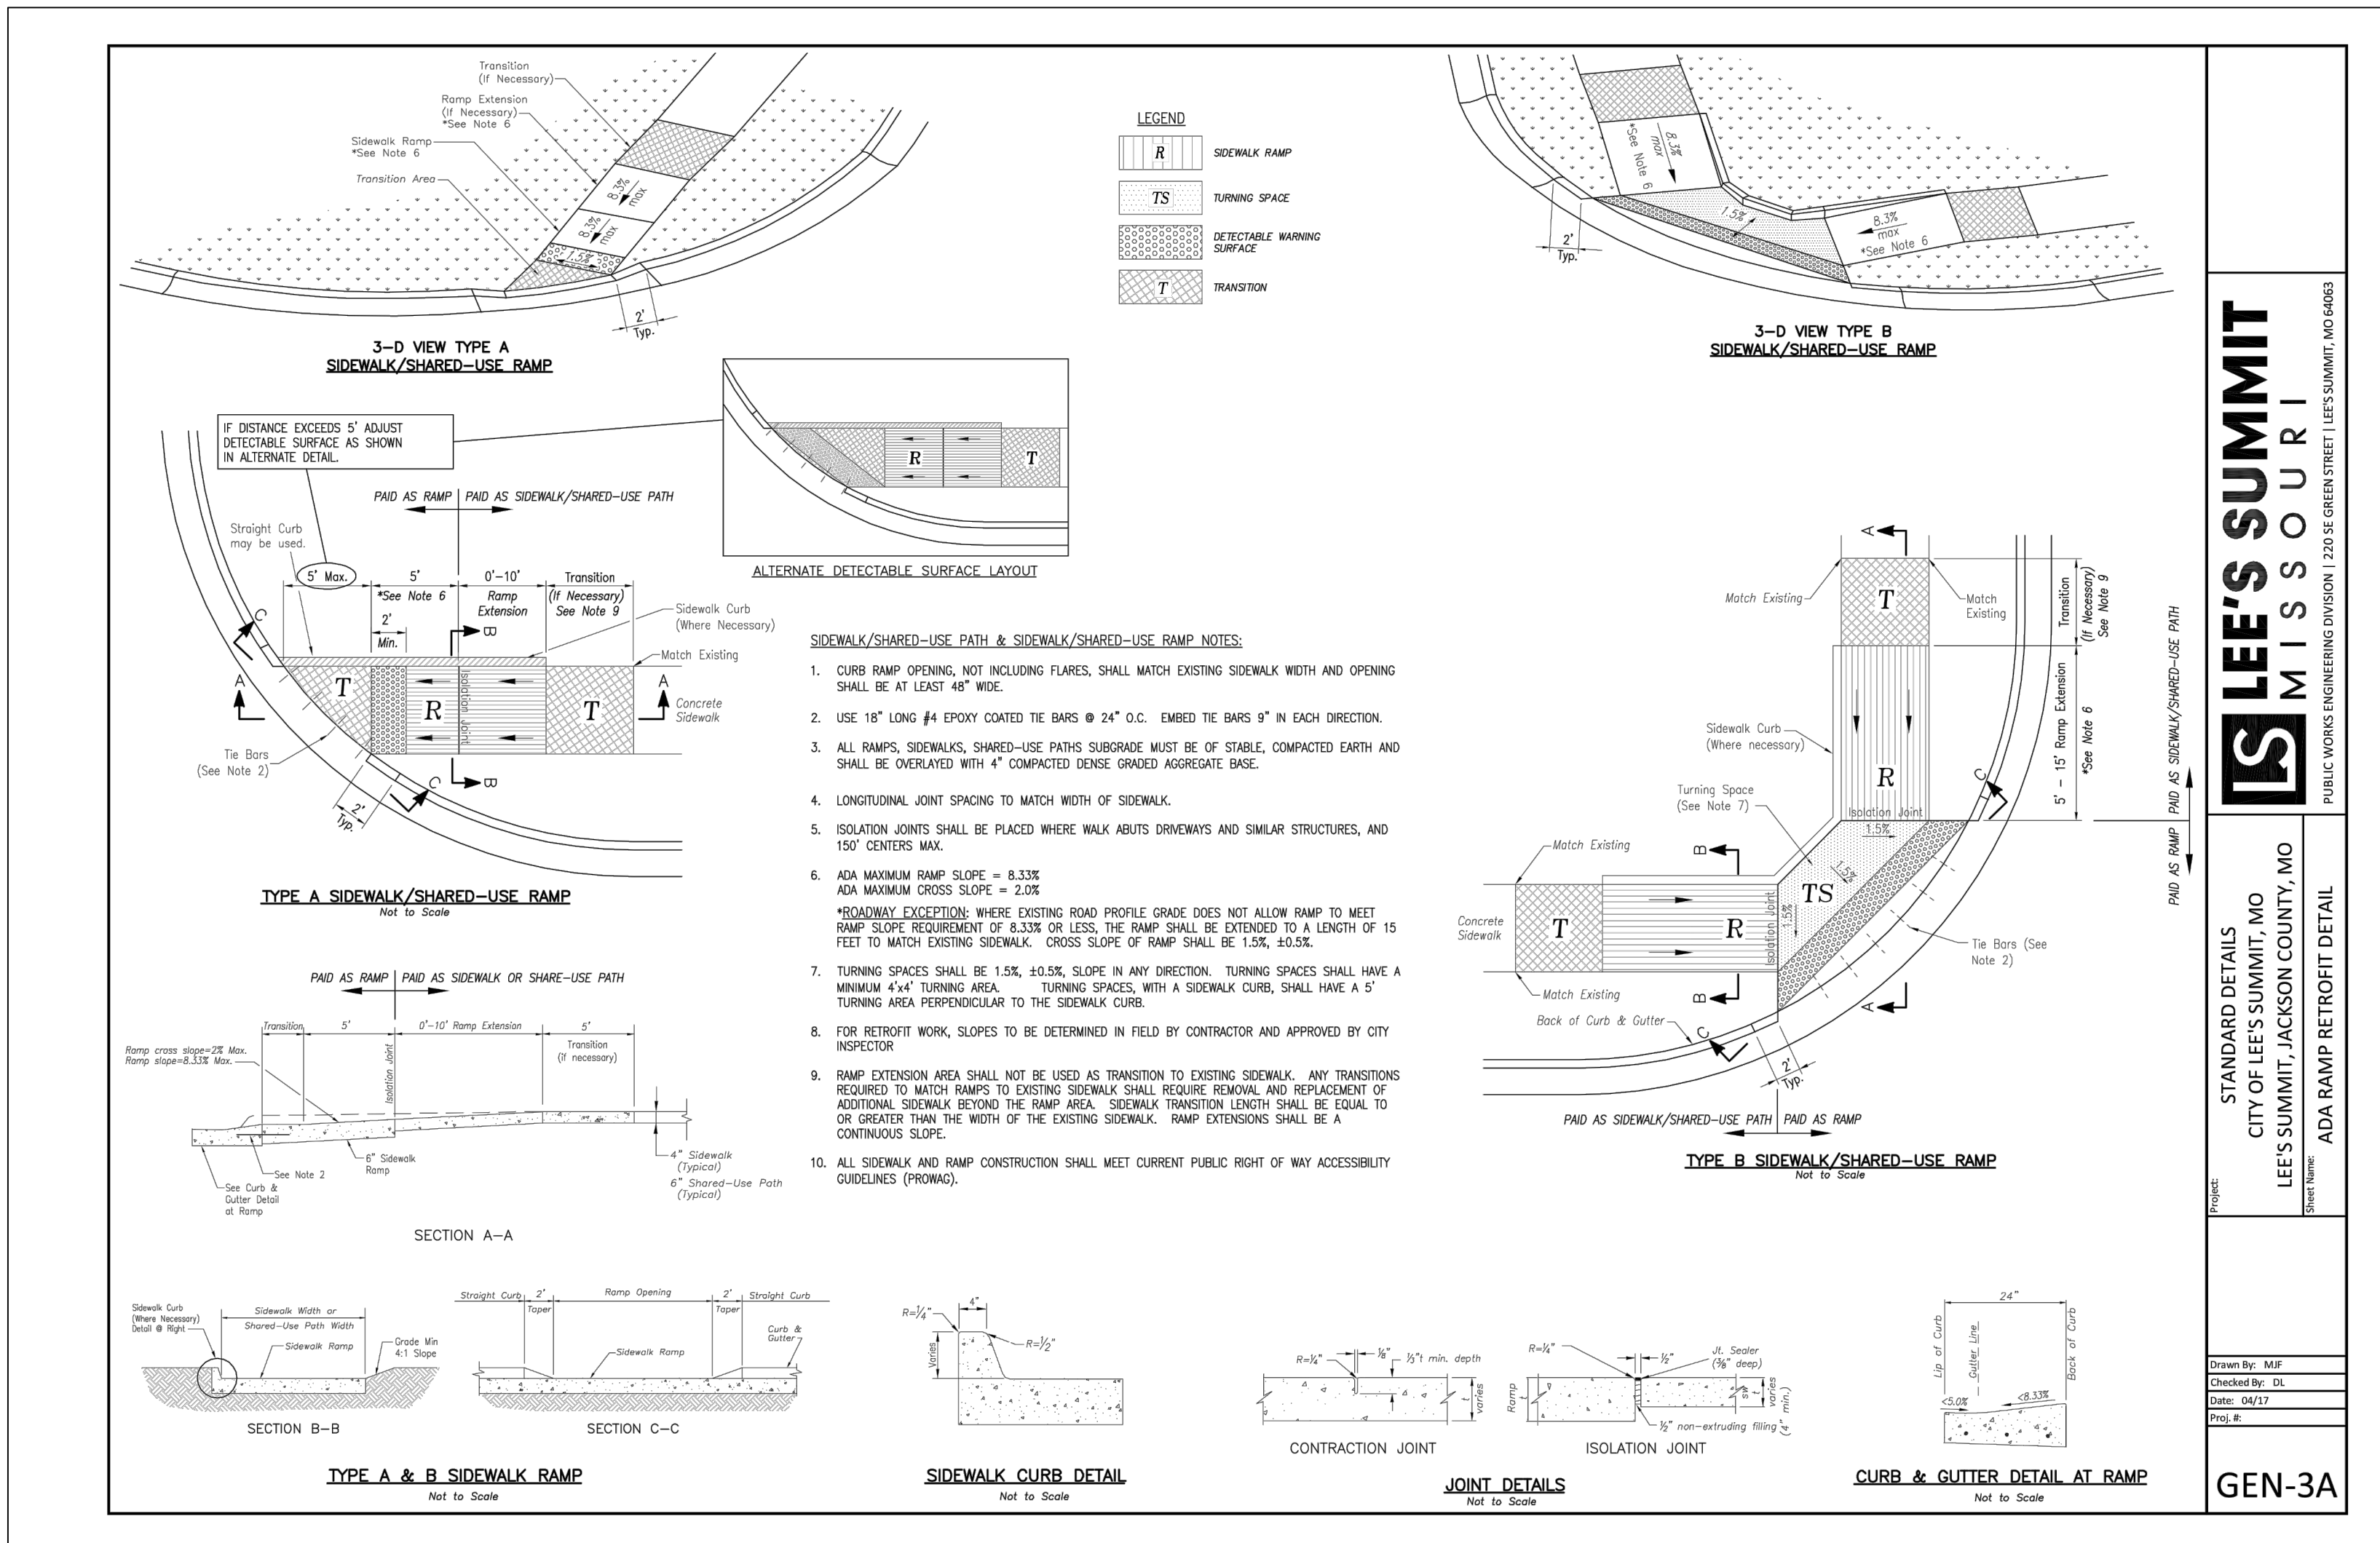 Transition
(If Necessary)
Ramp Extension
(If Necessary)
*See Note 6
Sidewalk Ramp
*See Note 6
Transition Area
8.3%
max
8.3%
max
1.5%
2'
Typ.
3-D VIEW TYPE A
SIDEWALK/SHARED-USE RAMP
LEGEND
R
SIDEWALK RAMP
TS
TURNING SPACE
DETECTABLE WARNING
SURFACE
T
TRANSITION
8.3%
max
*See Note 6
1.5%
8.3%
max
*See Note 6
2'
Typ.
3-D VIEW TYPE B
SIDEWALK/SHARED-USE RAMP
IF DISTANCE EXCEEDS 5' ADJUST
DETECTABLE SURFACE AS SHOWN
IN ALTERNATE DETAIL.
R
T
ALTERNATE DETECTABLE SURFACE LAYOUT
PAID AS RAMP
PAID AS SIDEWALK/SHARED-USE PATH
Straight Curb
may be used.
5' Max.
5'
*See Note 6
0'-10'
Ramp
Extension
Transition
(If Necessary)
See Note 9
2'
Min.
B
Sidewalk Curb
(Where Necessary)
Match Existing
C
A
T
R
Isolation Joint
T
A
Concrete
Sidewalk
Tie Bars
(See Note 2)
B
C
2'
Typ.
TYPE A SIDEWALK/SHARED-USE RAMP
Not to Scale
SIDEWALK/SHARED-USE PATH & SIDEWALK/SHARED-USE RAMP NOTES:
1. CURB RAMP OPENING, NOT INCLUDING FLARES, SHALL MATCH EXISTING SIDEWALK WIDTH AND OPENING
SHALL BE AT LEAST 48" WIDE.
2. USE 18" LONG #4 EPOXY COATED TIE BARS @ 24" O.C. EMBED TIE BARS 9" IN EACH DIRECTION.
3. ALL RAMPS, SIDEWALKS, SHARED-USE PATHS SUBGRADE MUST BE OF STABLE, COMPACTED EARTH AND
SHALL BE OVERLAYED WITH 4" COMPACTED DENSE GRADED AGGREGATE BASE.
4. LONGITUDINAL JOINT SPACING TO MATCH WIDTH OF SIDEWALK.
5. ISOLATION JOINTS SHALL BE PLACED WHERE WALK ABUTS DRIVEWAYS AND SIMILAR STRUCTURES, AND
150' CENTERS MAX.
6. ADA MAXIMUM RAMP SLOPE = 8.33%
ADA MAXIMUM CROSS SLOPE = 2.0%
*ROADWAY EXCEPTION: WHERE EXISTING ROAD PROFILE GRADE DOES NOT ALLOW RAMP TO MEET
RAMP SLOPE REQUIREMENT OF 8.33% OR LESS, THE RAMP SHALL BE EXTENDED TO A LENGTH OF 15
FEET TO MATCH EXISTING SIDEWALK. CROSS SLOPE OF RAMP SHALL BE 1.5%, ±0.5%.
7. TURNING SPACES SHALL BE 1.5%, ±0.5%, SLOPE IN ANY DIRECTION. TURNING SPACES SHALL HAVE A
MINIMUM 4'x4' TURNING AREA. TURNING SPACES, WITH A SIDEWALK CURB, SHALL HAVE A 5'
TURNING AREA PERPENDICULAR TO THE SIDEWALK CURB.
8. FOR RETROFIT WORK, SLOPES TO BE DETERMINED IN FIELD BY CONTRACTOR AND APPROVED BY CITY
INSPECTOR
9. RAMP EXTENSION AREA SHALL NOT BE USED AS TRANSITION TO EXISTING SIDEWALK. ANY TRANSITIONS
REQUIRED TO MATCH RAMPS TO EXISTING SIDEWALK SHALL REQUIRE REMOVAL AND REPLACEMENT OF
ADDITIONAL SIDEWALK BEYOND THE RAMP AREA. SIDEWALK TRANSITION LENGTH SHALL BE EQUAL TO
OR GREATER THAN THE WIDTH OF THE EXISTING SIDEWALK. RAMP EXTENSIONS SHALL BE A
CONTINUOUS SLOPE.
10. ALL SIDEWALK AND RAMP CONSTRUCTION SHALL MEET CURRENT PUBLIC RIGHT OF WAY ACCESSIBILITY
GUIDELINES (PROWAG).
A
Match Existing
T
Match
Existing
Transition
(If Necessary)
See Note 9
Sidewalk Curb
(Where necessary)
R
5' - 15' Ramp Extension
*See Note 6
PAID AS SIDEWALK/SHARED-USE PATH
PAID AS RAMP
C
Turning Space
(See Note 7)
Isolation Joint
1.5%
1.5%
1.5%
TS
Match Existing
B
Concrete
Sidewalk
T
R
Isolation Joint
Tie Bars (See
Note 2)
Match Existing
B
A
Back of Curb & Gutter
C
2'
Typ.
PAID AS SIDEWALK/SHARED-USE PATH
PAID AS RAMP
TYPE B SIDEWALK/SHARED-USE RAMP
Not to Scale
PAID AS RAMP
PAID AS SIDEWALK OR SHARE-USE PATH
Transition
5'
0'-10' Ramp Extension
5'
Transition
(if necessary)
Ramp cross slope=2% Max.
Ramp slope=8.33% Max.
Isolation Joint
See Note 2
6" Sidewalk
Ramp
See Curb &
Gutter Detail
at Ramp
4" Sidewalk
(Typical)
6" Shared-Use Path
(Typical)
SECTION A-A
Sidewalk Curb
(Where Necessary)
Detail @ Right
Sidewalk Width or
Shared-Use Path Width
Sidewalk Ramp
Grade Min
4:1 Slope
SECTION B-B
Straight Curb
2'
Taper
Ramp Opening
2'
Taper
Straight Curb
Curb &
Gutter
Sidewalk Ramp
SECTION C-C
TYPE A & B SIDEWALK RAMP
Not to Scale
4"
R=1/4"
R=1/2"
Varies
SIDEWALK CURB DETAIL
Not to Scale
R=1/4"
1/8"
1/3"t min. depth
t
varies
CONTRACTION JOINT
R=1/4"
1/2"
Jt. Sealer
(3/8" deep)
Ramp
t
sw
t
varies
(4" min.)
1/2" non-extruding filling
ISOLATION JOINT
JOINT DETAILS
Not to Scale
24"
Lip of Curb
Gutter Line
Back of Curb
<5.0%
<8.33%
CURB & GUTTER DETAIL AT RAMP
Not to Scale
LS LEE'S SUMMIT
MISSOURI
PUBLIC WORKS ENGINEERING DIVISION | 220 SE GREEN STREET | LEE'S SUMMIT, MO 64063
Project:
STANDARD DETAILS
CITY OF LEE'S SUMMIT, MO
LEE'S SUMMIT, JACKSON COUNTY, MO
Sheet Name:
ADA RAMP RETROFIT DETAIL
Drawn By: MJF
Checked By: DL
Date: 04/17
Proj. #:
GEN-3A